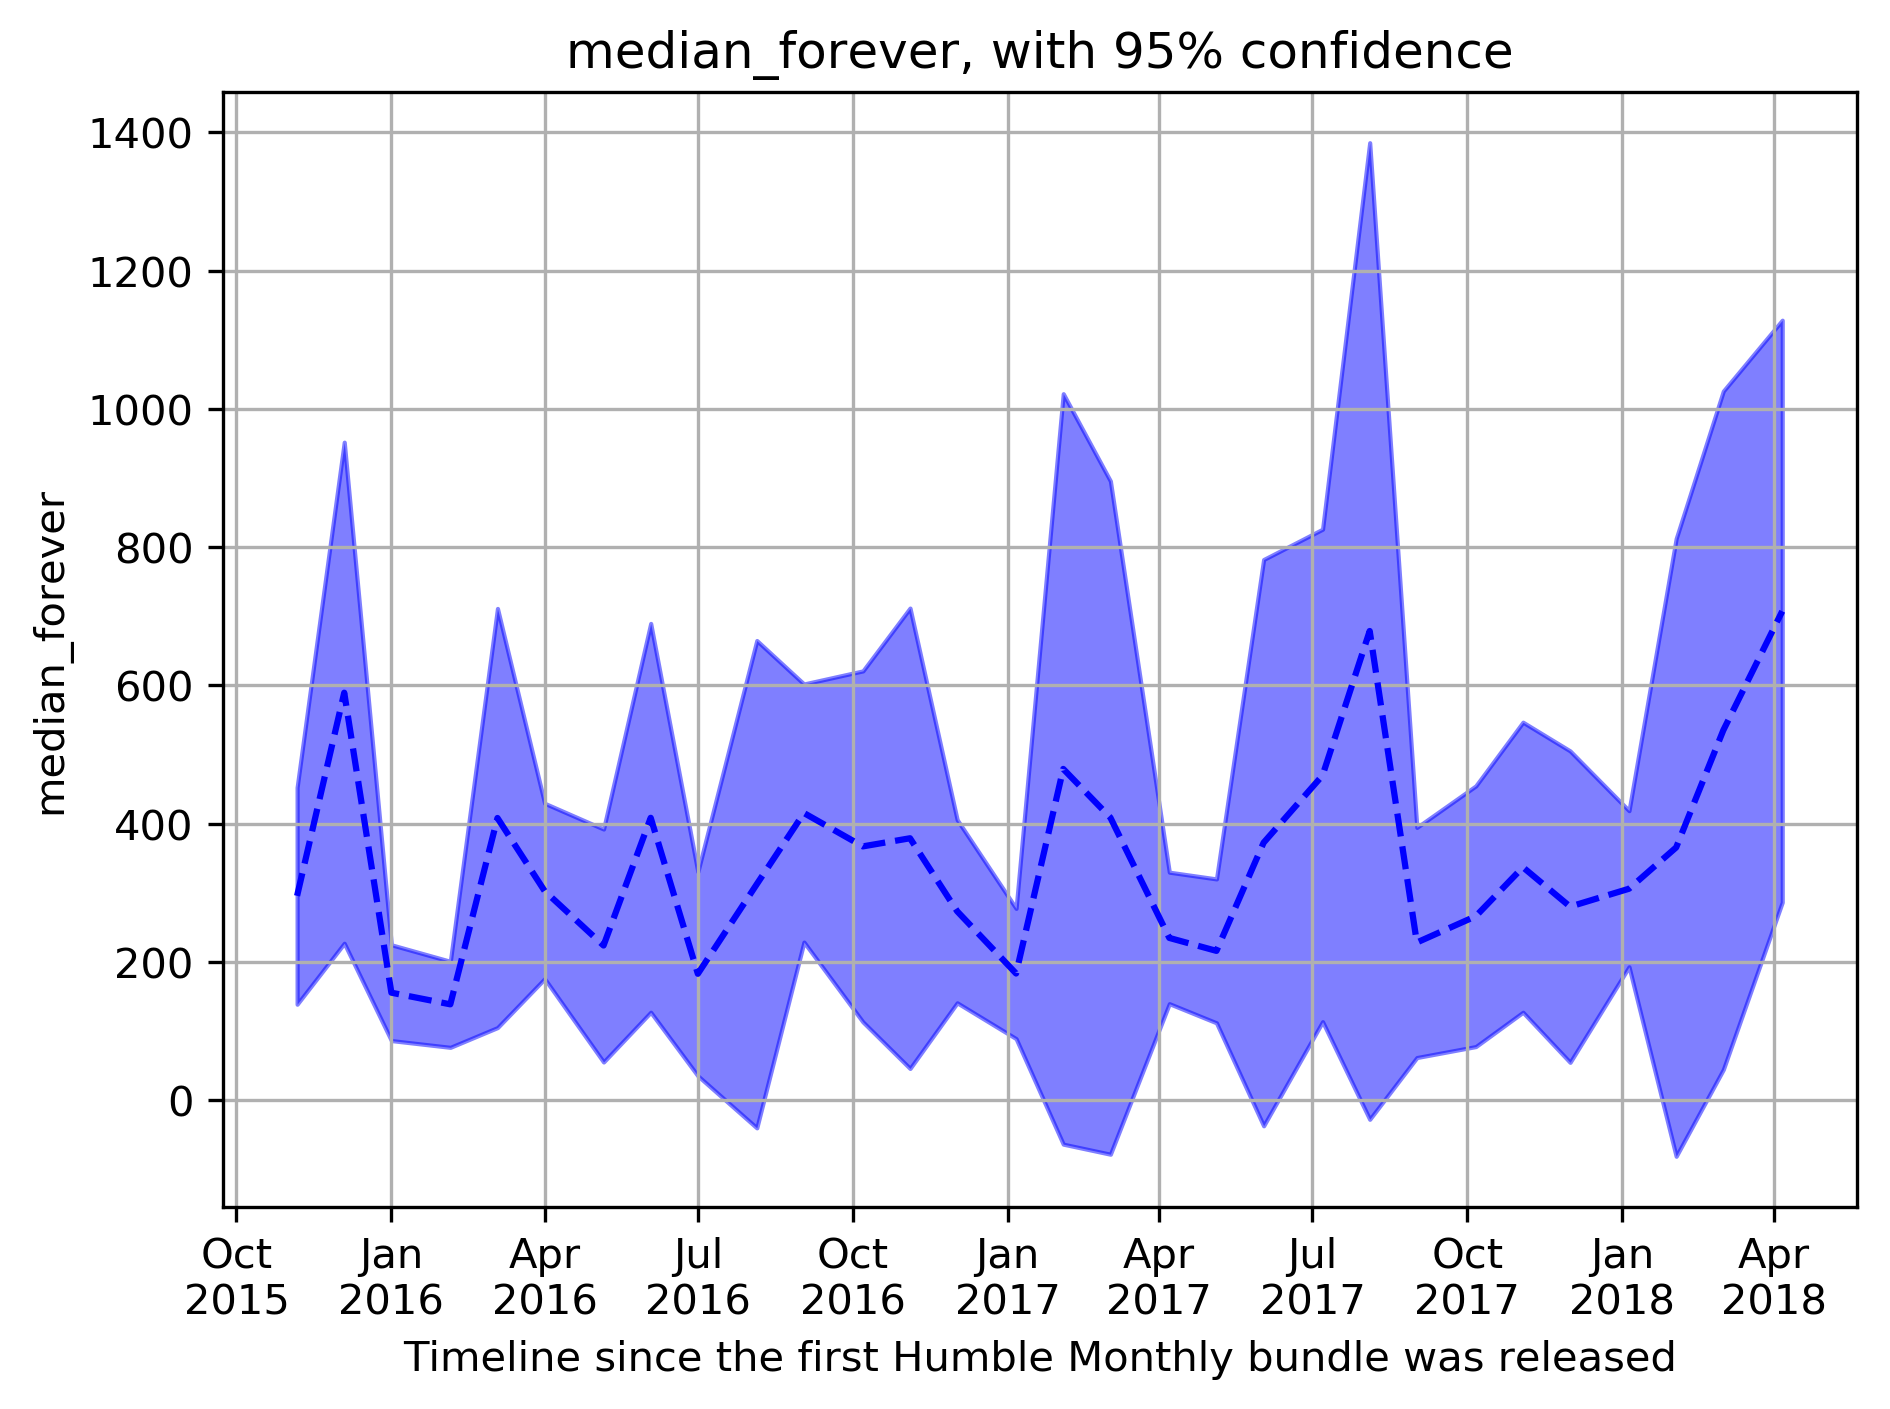 median_forever, with 95% confidence
1400
1200
1000
800
600
400
200
0
median_forever
Oct Jan Apr Jul Oct Jan Apr Jul Oct Jan Apr
2015 2016 2016 2016 2016 2017 2017 2017 2017 2018 2018
Timeline since the first Humble Monthly bundle was released